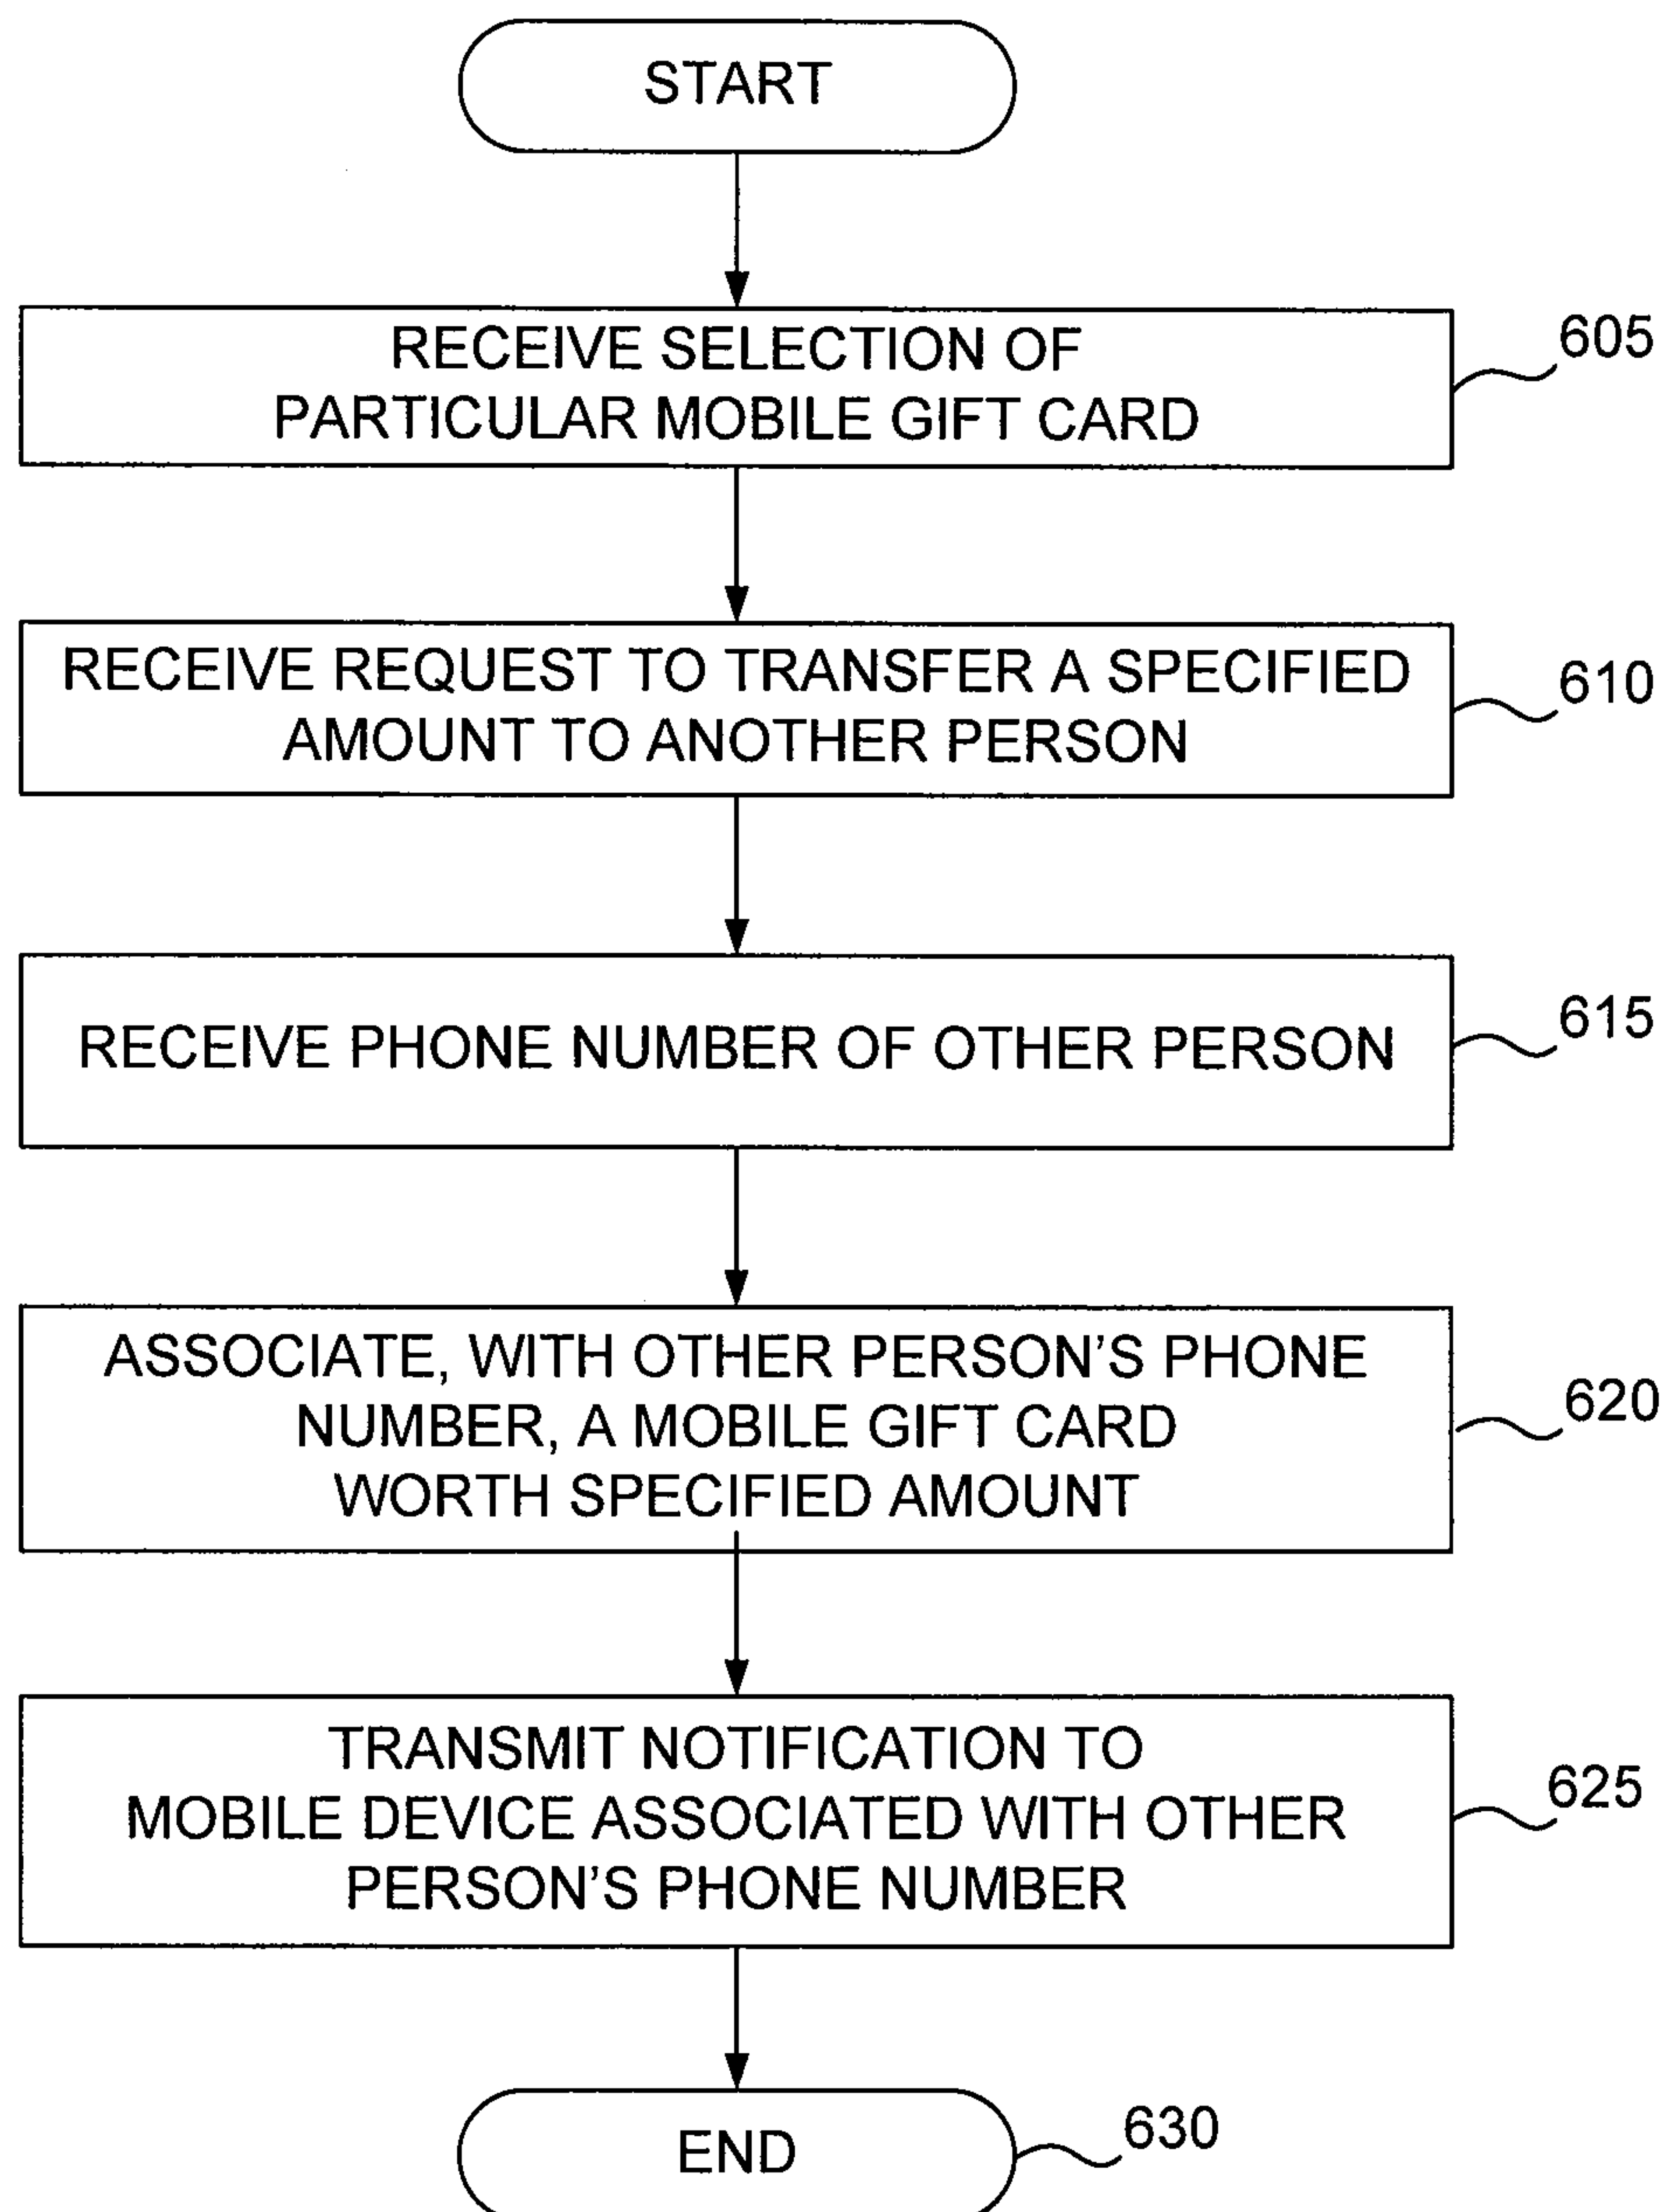 START
RECEIVE SELECTION OF
PARTICULAR MOBILE GIFT CARD
605
RECEIVE REQUEST TO TRANSFER A SPECIFIED
AMOUNT TO ANOTHER PERSON
610
RECEIVE PHONE NUMBER OF OTHER PERSON
615
ASSOCIATE, WITH OTHER PERSON'S PHONE
NUMBER, A MOBILE GIFT CARD
WORTH SPECIFIED AMOUNT
620
TRANSMIT NOTIFICATION TO
MOBILE DEVICE ASSOCIATED WITH OTHER
PERSON'S PHONE NUMBER
625
END
630